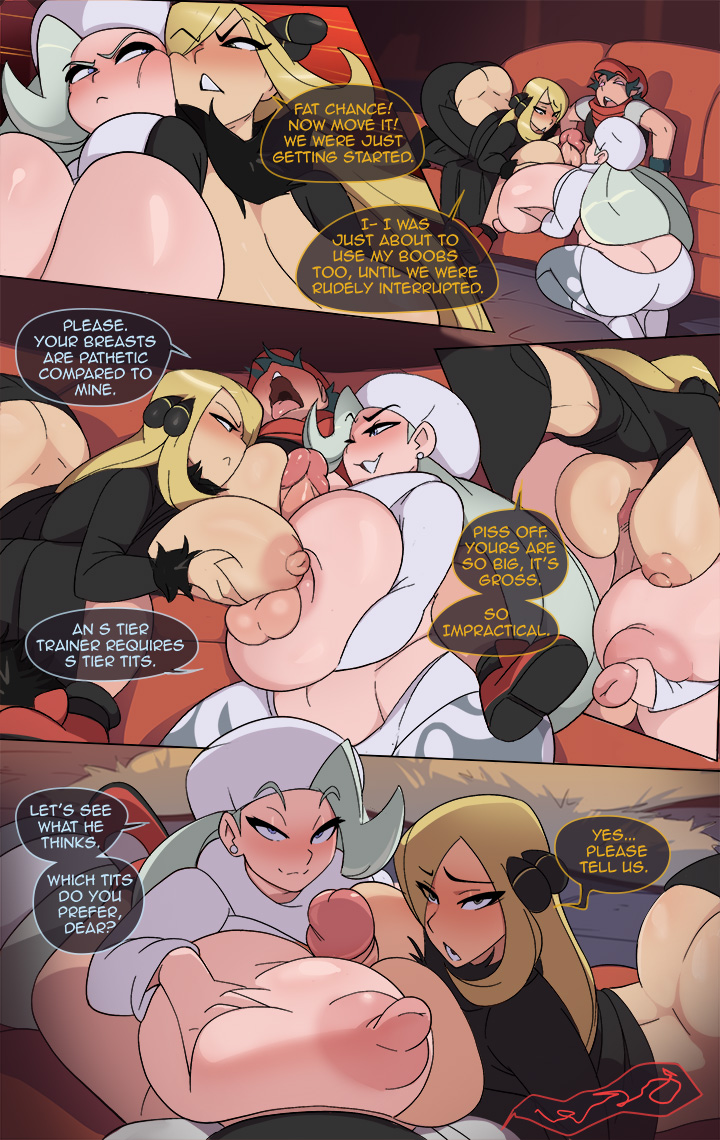 FAT CHANCE!
NOW MOVE IT!
WE WERE JUST
GETTING STARTED.
I- I WAS
JUST ABOUT TO
USE MY BOOBS
TOO, UNTIL WE WERE
RUDELY INTERRUPTED.
PLEASE.
YOUR BREASTS
ARE PATHETIC
COMPARED TO
MINE.
PISS OFF.
YOURS ARE
SO BIG, IT'S
GROSS.
SO
IMPRACTICAL.
AN S TIER
TRAINER REQUIRES
S TIER TITS.
LET'S SEE
WHAT HE
THINKS.
WHICH TITS
DO YOU
PREFER,
DEAR?
YES...
PLEASE
TELL US.